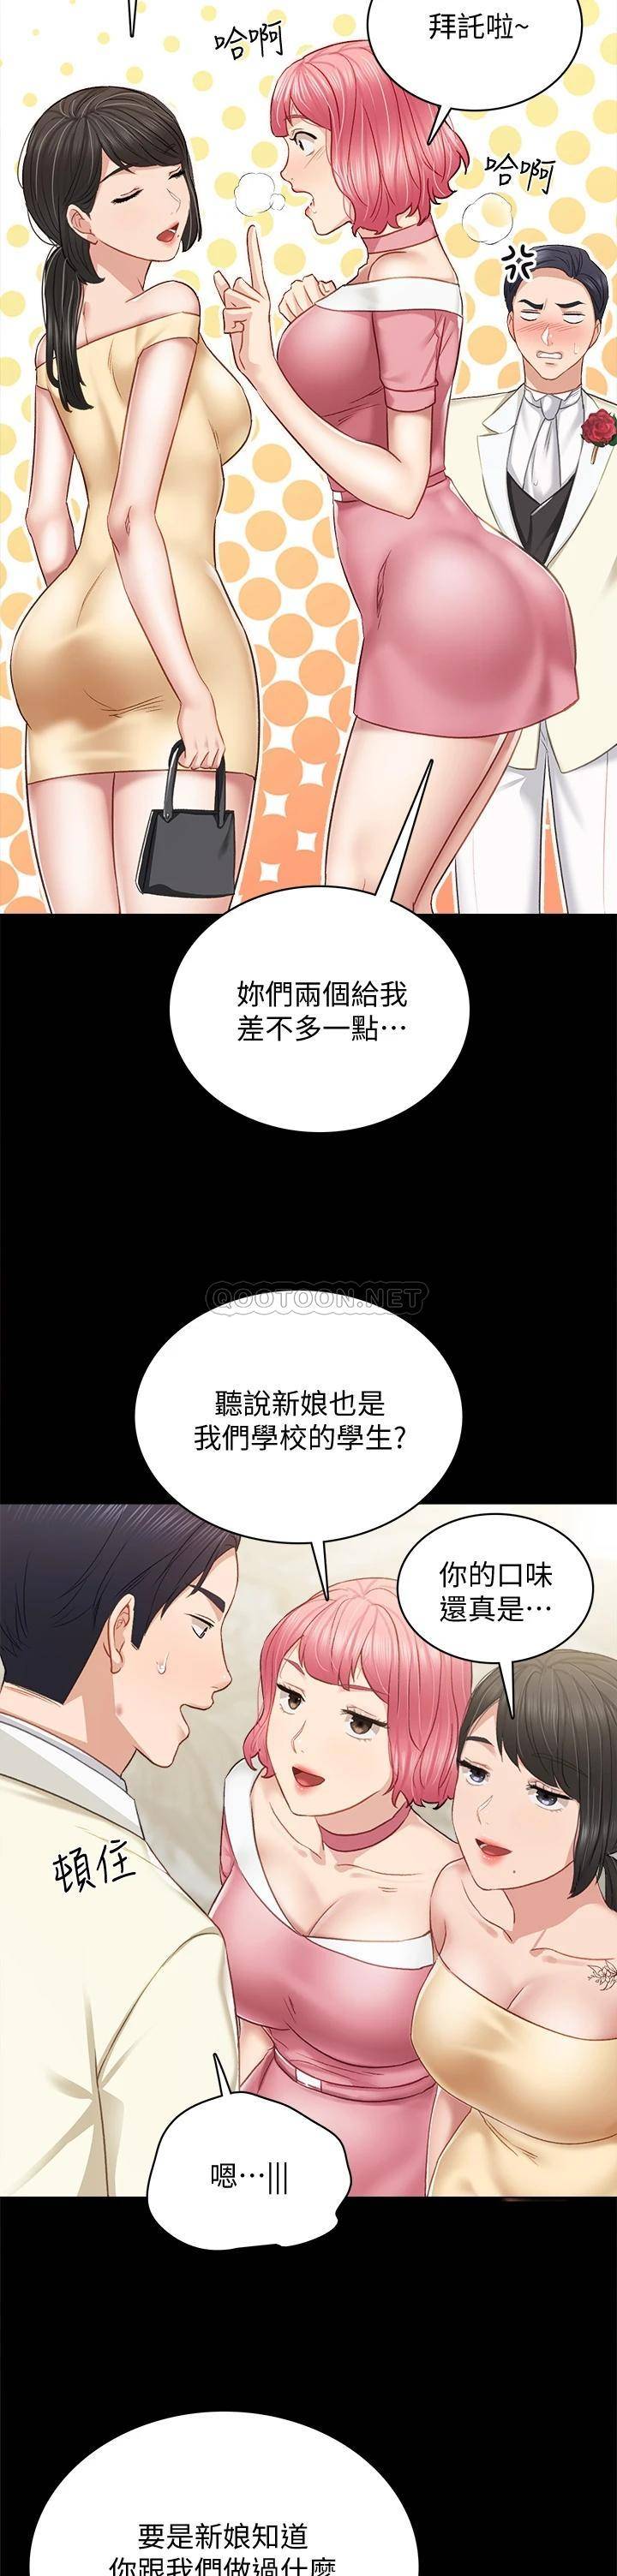 拜託啦~
哈啊
哈啊
妳們兩個給我
差不多一點…
QOOTOON.NET
聽說新娘也是
我們學校的學生?
你的口味
還真是…
頓住
嗯…|||
要是新娘知道
你跟我們做過什麼